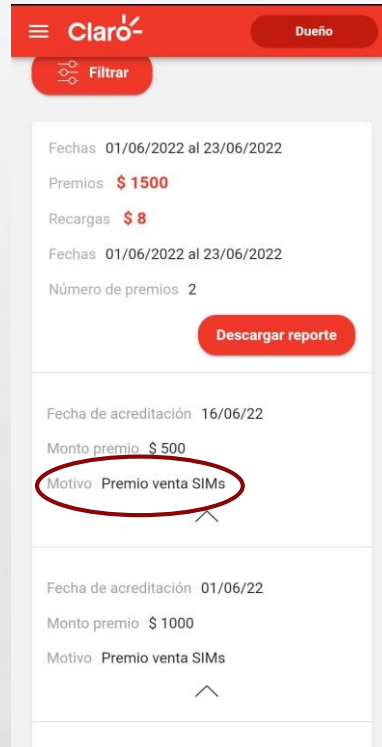 Claro
Dueño
Filtrar
Fechas 01/06/2022 al 23/06/2022
Premios $ 1500
Recargas $ 8
Fechas 01/06/2022 al 23/06/2022
Número de premios 2
Descargar reporte
Fecha de acreditación 16/06/22
Monto premio $ 500
Motivo Premio venta SIMs
Fecha de acreditación 01/06/22
Monto premio $ 1000
Motivo Premio venta SIMs